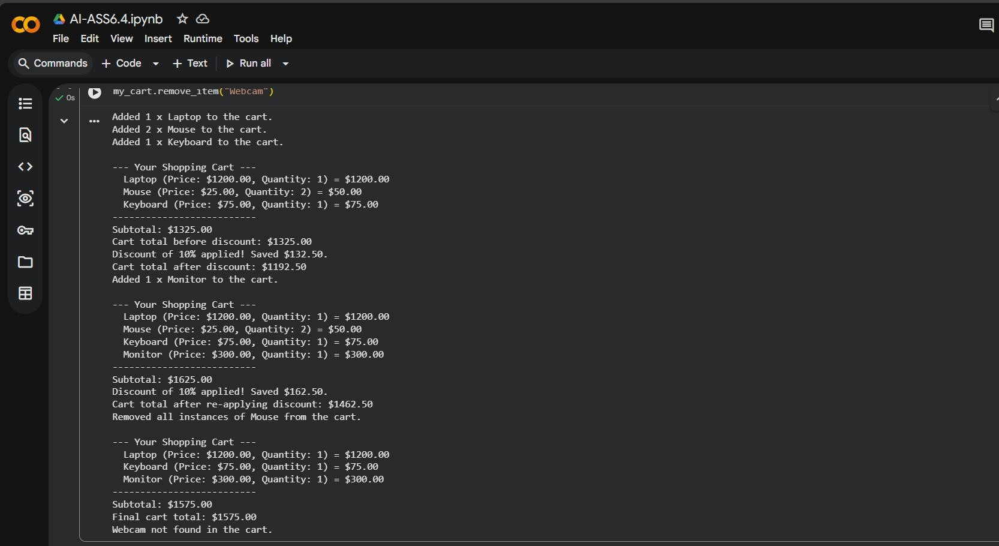 AI-ASS6.4.ipynb
File Edit View Insert Runtime Tools Help
Commands + Code + Text Run all
0s
my_cart.remove_item("Webcam")
Added 1 x Laptop to the cart.
Added 2 x Mouse to the cart.
Added 1 x Keyboard to the cart.
--- Your Shopping Cart ---
Laptop (Price: $1200.00, Quantity: 1) = $1200.00
Mouse (Price: $25.00, Quantity: 2) = $50.00
Keyboard (Price: $75.00, Quantity: 1) = $75.00
--------------------------
Subtotal: $1325.00
Cart total before discount: $1325.00
Discount of 10% applied! Saved $132.50.
Cart total after discount: $1192.50
Added 1 x Monitor to the cart.
--- Your Shopping Cart ---
Laptop (Price: $1200.00, Quantity: 1) = $1200.00
Mouse (Price: $25.00, Quantity: 2) = $50.00
Keyboard (Price: $75.00, Quantity: 1) = $75.00
Monitor (Price: $300.00, Quantity: 1) = $300.00
--------------------------
Subtotal: $1625.00
Discount of 10% applied! Saved $162.50.
Cart total after re-applying discount: $1462.50
Removed all instances of Mouse from the cart.
--- Your Shopping Cart ---
Laptop (Price: $1200.00, Quantity: 1) = $1200.00
Keyboard (Price: $75.00, Quantity: 1) = $75.00
Monitor (Price: $300.00, Quantity: 1) = $300.00
--------------------------
Subtotal: $1575.00
Final cart total: $1575.00
Webcam not found in the cart.